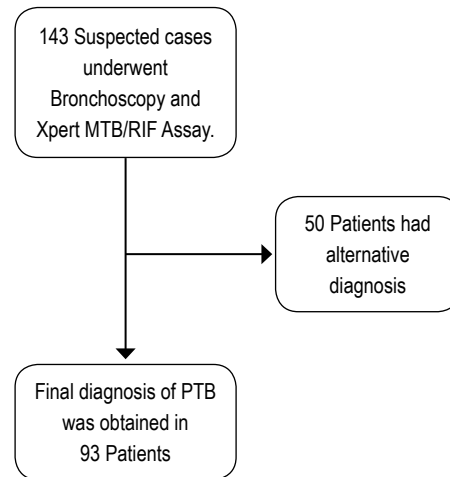 143 Suspected cases
underwent
Bronchoscopy and
Xpert MTB/RIF Assay.
50 Patients had
alternative
diagnosis
Final diagnosis of PTB
was obtained in
93 Patients